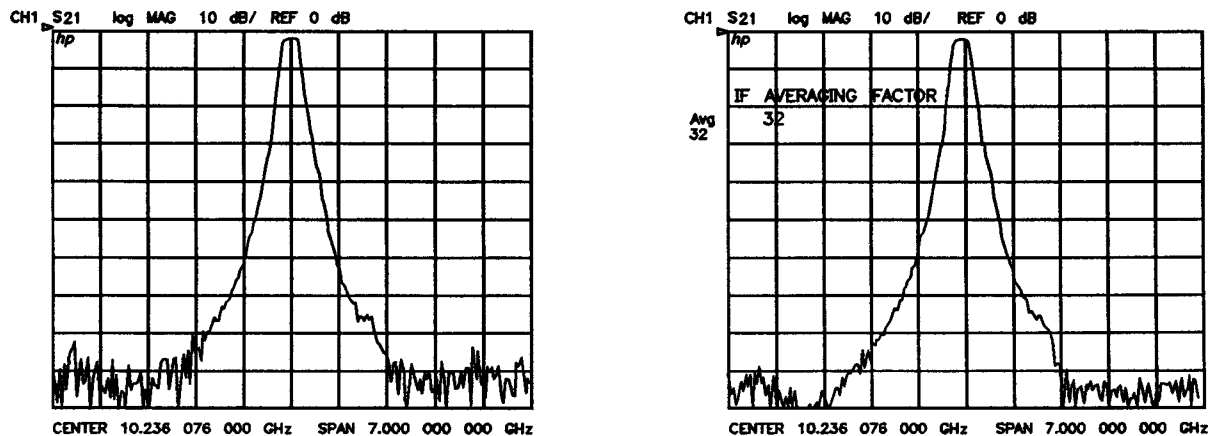 CH1 S21 log MAG 10 dB/ REF 0 dB
hp
CENTER 10.236 076 000 GHz SPAN 7.000 000 000 GHz
CH1 S21 log MAG 10 dB/ REF 0 dB
hp
IF AVERAGING FACTOR
32
Avg
32
CENTER 10.236 076 000 GHz SPAN 7.000 000 000 GHz